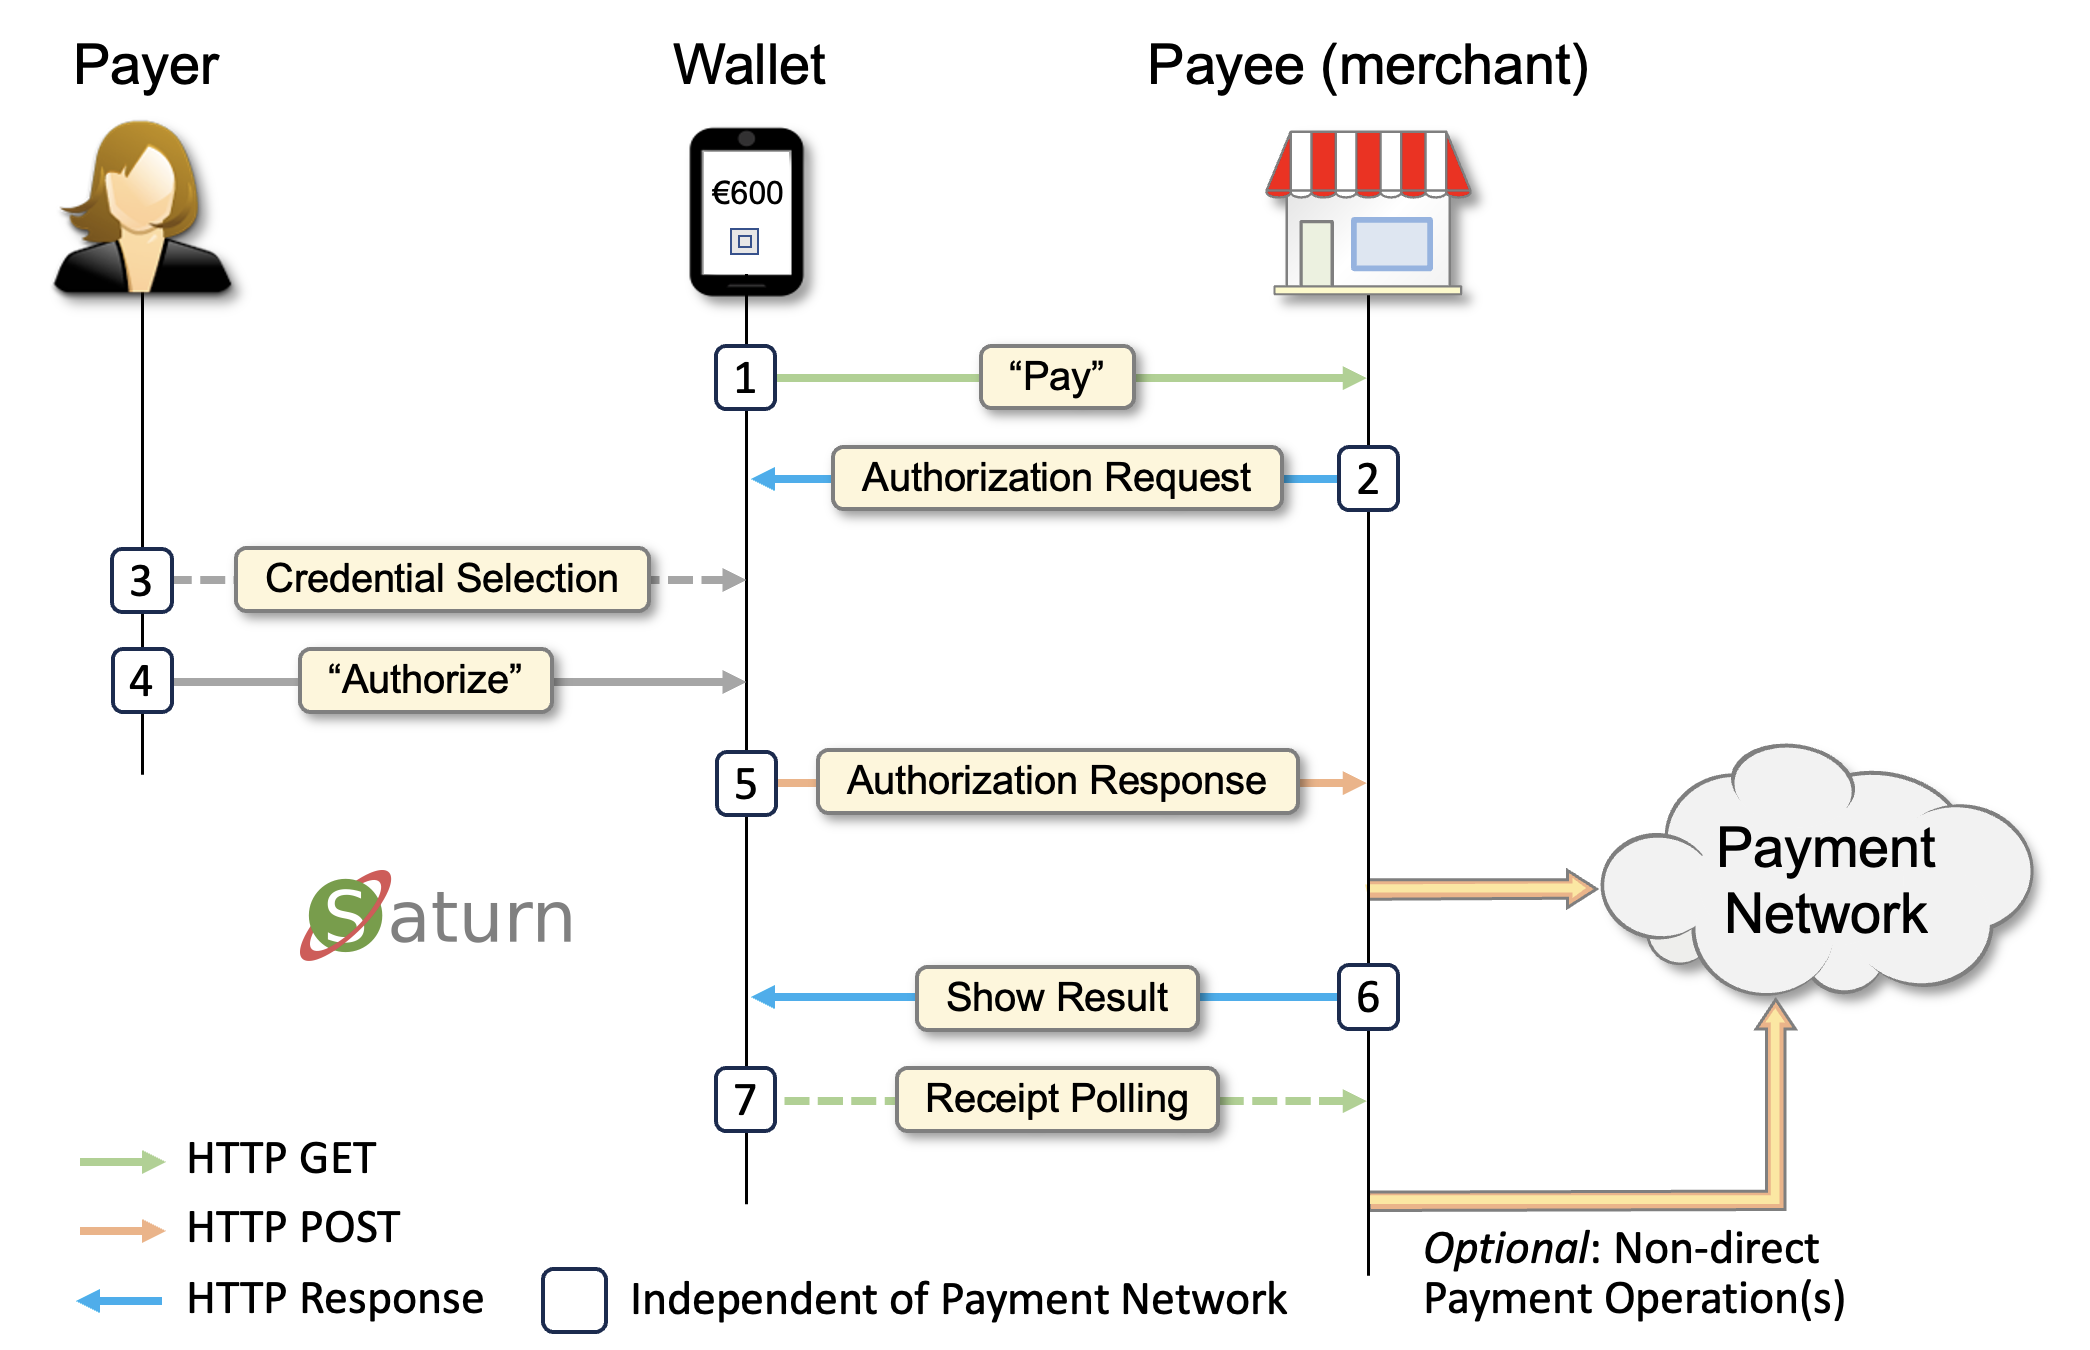 Payer
Wallet
Payee (merchant)
€600
1
“Pay”
Authorization Request
2
3
Credential Selection
4
“Authorize”
5
Authorization Response
Payment
Network
Saturn
Show Result
6
7
Receipt Polling
HTTP GET
HTTP POST
HTTP Response
Independent of Payment Network
Optional: Non-direct
Payment Operation(s)